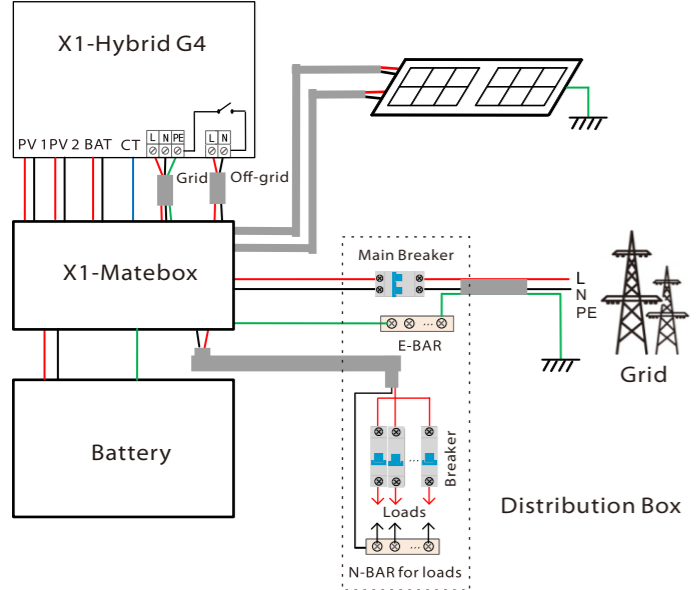 X1-Hybrid G4
PV 1 PV 2 BAT CT
L N PE
L N
Grid
Off-grid
X1-Matebox
Main Breaker
L
N
PE
E-BAR
...
Grid
Battery
Breaker
...
Loads
Distribution Box
...
N-BAR for loads